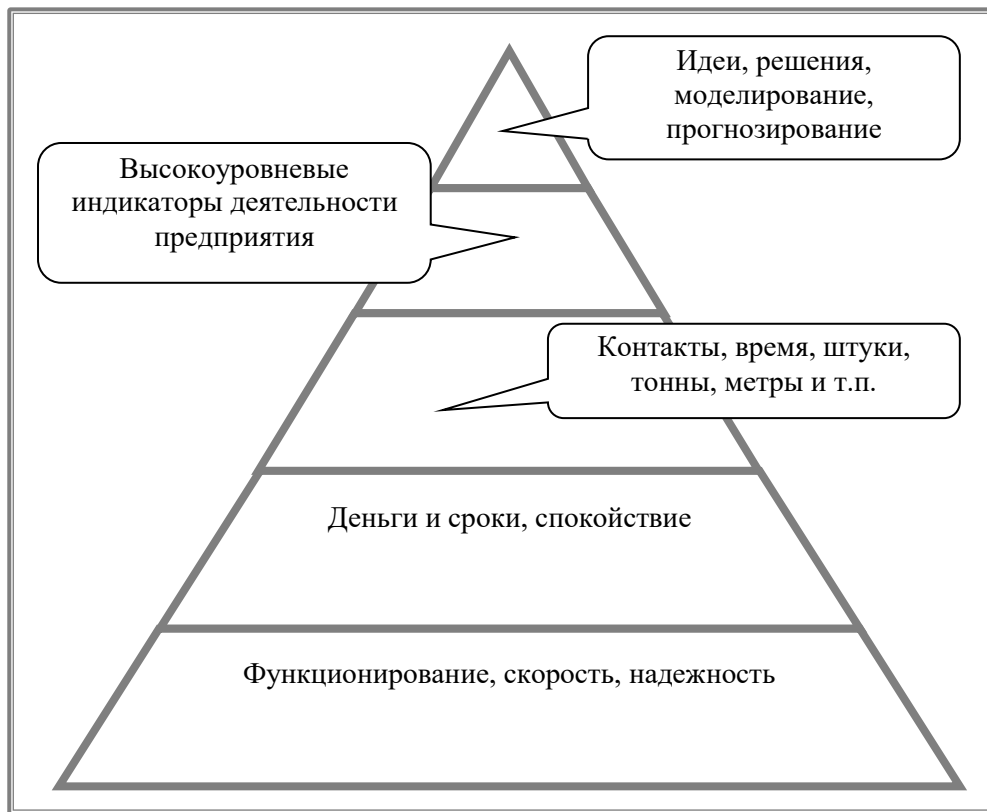 Идеи, решения,
моделирование,
прогнозирование
Высокоуровневые
индикаторы деятельности
предприятия
Контакты, время, штуки,
тонны, метры и т.п.
Деньги и сроки, спокойствие
Функционирование, скорость, надежность